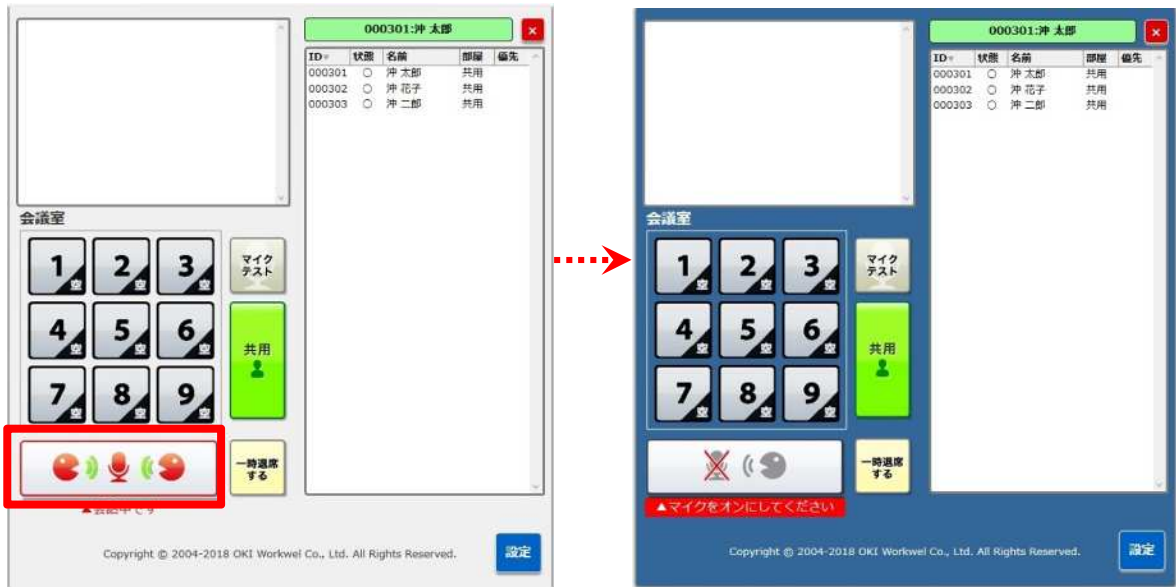 000301:沖 太郎
×
ID 状態 名前 部屋 優先
000301 ○ 沖 太郎 共用
000302 ○ 沖 花子 共用
000303 ○ 沖 二郎 共用
会議室
1 空 2 空 3 空
マイク
テスト
4 空 5 空 6 空
共用
7 空 8 空 9 空
一時退席
する
▲会話中です
Copyright © 2004-2018 OKI Workwel Co., Ltd. All Rights Reserved.
設定
000301:沖 太郎
×
ID 状態 名前 部屋 優先
000301 ○ 沖 太郎 共用
000302 ○ 沖 花子 共用
000303 ○ 沖 二郎 共用
会議室
1 空 2 空 3 空
マイク
テスト
4 空 5 空 6 空
共用
7 空 8 空 9 空
一時退席
する
▲マイクをオンにしてください
Copyright © 2004-2018 OKI Workwel Co., Ltd. All Rights Reserved.
設定